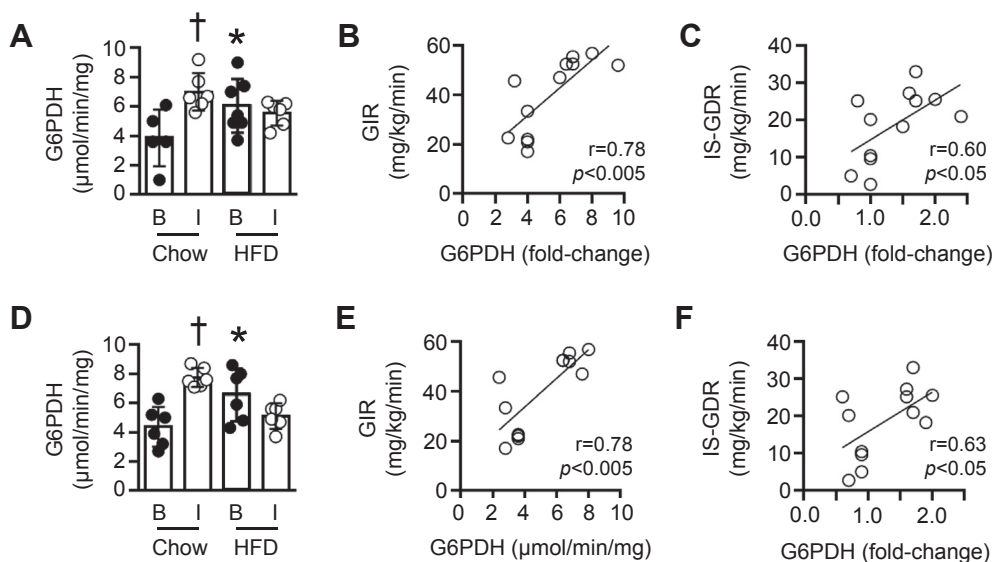 A
†
*
G6PDH
(μmol/min/mg)
10
8
6
4
2
0
B I B I
Chow HFD
B
GIR
(mg/kg/min)
60
40
20
0
r=0.78
p<0.005
0 2 4 6 8 10
G6PDH (fold-change)
C
IS-GDR
(mg/kg/min)
40
30
20
10
0
r=0.60
p<0.05
0.0 1.0 2.0
G6PDH (fold-change)
D
†
*
G6PDH
(μmol/min/mg)
10
8
6
4
2
0
B I B I
Chow HFD
E
GIR
(mg/kg/min)
60
40
20
0
r=0.78
p<0.005
0 2 4 6 8 10
G6PDH (μmol/min/mg)
F
IS-GDR
(mg/kg/min)
40
30
20
10
0
r=0.63
p<0.05
0.0 1.0 2.0
G6PDH (fold-change)